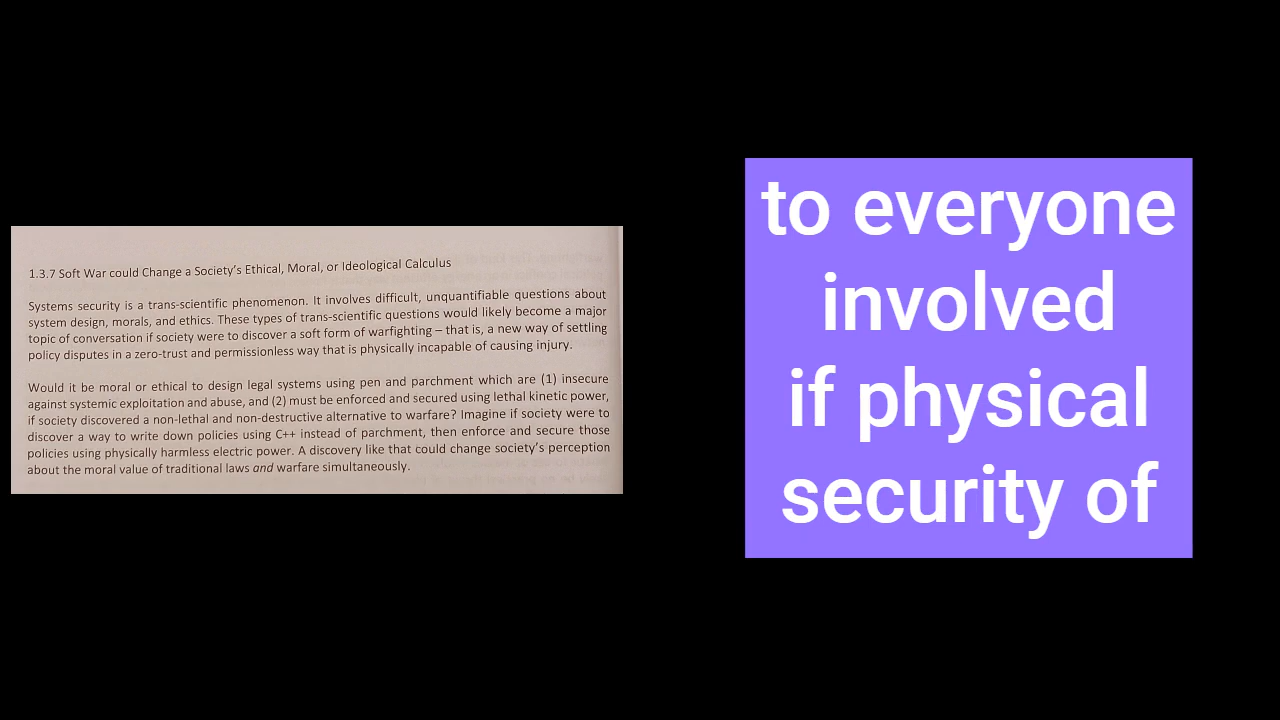 1.3.7 Soft War could Change a Society's Ethical, Moral, or Ideological Calculus
Systems security is a trans-scientific phenomenon. It involves difficult, unquantifiable questions about
system design, morals, and ethics. These types of trans-scientific questions would likely become a major
topic of conversation if society were to discover a soft form of warfighting – that is, a new way of settling
policy disputes in a zero-trust and permissionless way that is physically incapable of causing injury.
Would it be moral or ethical to design legal systems using pen and parchment which are (1) insecure
against systemic exploitation and abuse, and (2) must be enforced and secured using lethal kinetic power,
if society discovered a non-lethal and non-destructive alternative to warfare? Imagine if society were to
discover a way to write down policies using C++ instead of parchment, then enforce and secure those
policies using physically harmless electric power. A discovery like that could change society's perception
about the moral value of traditional laws and warfare simultaneously.
to everyone
involved
if physical
security of